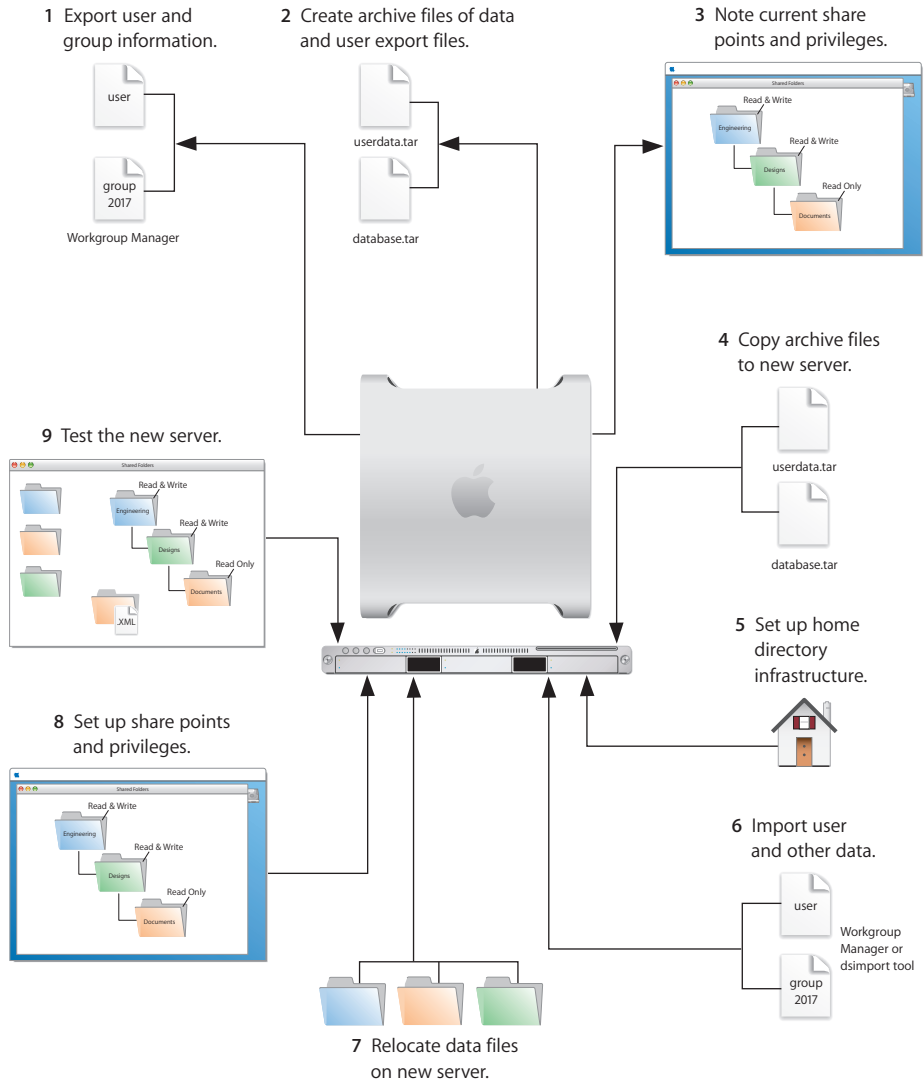 1 Export user and
group information.
user
group
2017
Workgroup Manager
2 Create archive files of data
and user export files.
userdata.tar
database.tar
3 Note current share
points and privileges.
Shared Folders
Read & Write
Engineering
Read & Write
Designs
Read Only
Documents
4 Copy archive files
to new server.
userdata.tar
database.tar
5 Set up home
directory
infrastructure.
6 Import user
and other data.
user
group
2017
Workgroup
Manager or
dsimport tool
7 Relocate data files
on new server.
8 Set up share points
and privileges.
Shared Folders
Read & Write
Engineering
Read & Write
Designs
Read Only
Documents
9 Test the new server.
Shared Folders
Read & Write
Engineering
Read & Write
Designs
Read Only
Documents
.XML